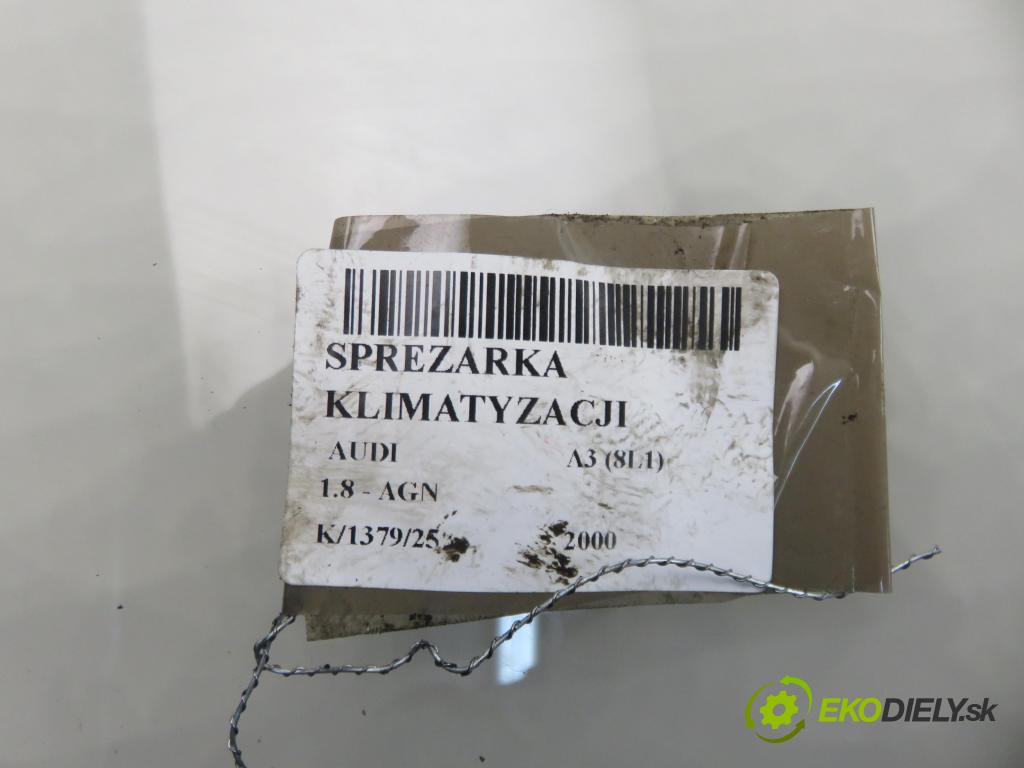 SPREZARKA
KLIMATYZACJI
AUDI A3 (8L1)
1.8 - AGN
K/1379/25 2000
EKODIELY.sk